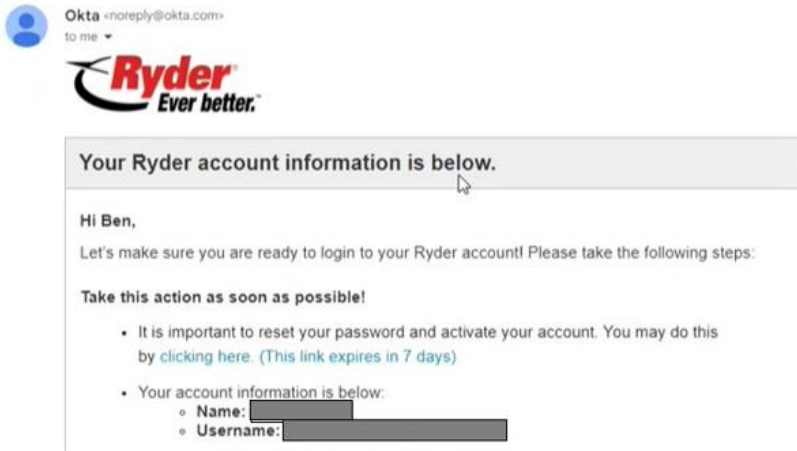 Okta <noreply@okta.com>
to me
Ryder
Ever better.™
Your Ryder account information is below.
Hi Ben,
Let's make sure you are ready to login to your Ryder account! Please take the following steps:
Take this action as soon as possible!
• It is important to reset your password and activate your account. You may do this
by clicking here. (This link expires in 7 days)
• Your account information is below:
◦ Name:
◦ Username: